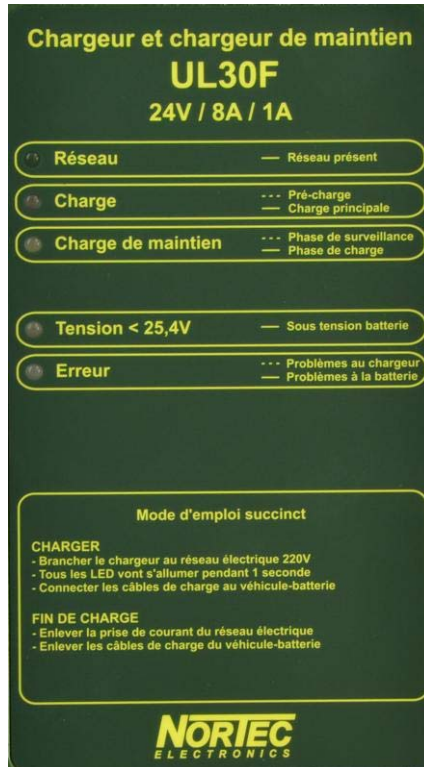 Chargeur et chargeur de maintien
UL30F
24V / 8A / 1A
Réseau — Réseau présent
Charge --- Pré-charge
— Charge principale
Charge de maintien --- Phase de surveillance
— Phase de charge
Tension < 25,4V — Sous tension batterie
Erreur --- Problèmes au chargeur
— Problèmes à la batterie
Mode d'emploi succinct
CHARGER
- Brancher le chargeur au réseau électrique 220V
- Tous les LED vont s'allumer pendant 1 seconde
- Connecter les câbles de charge au véhicule-batterie
FIN DE CHARGE
- Enlever la prise de courant du réseau électrique
- Enlever les câbles de charge du véhicule-batterie
NORTEC
ELECTRONICS